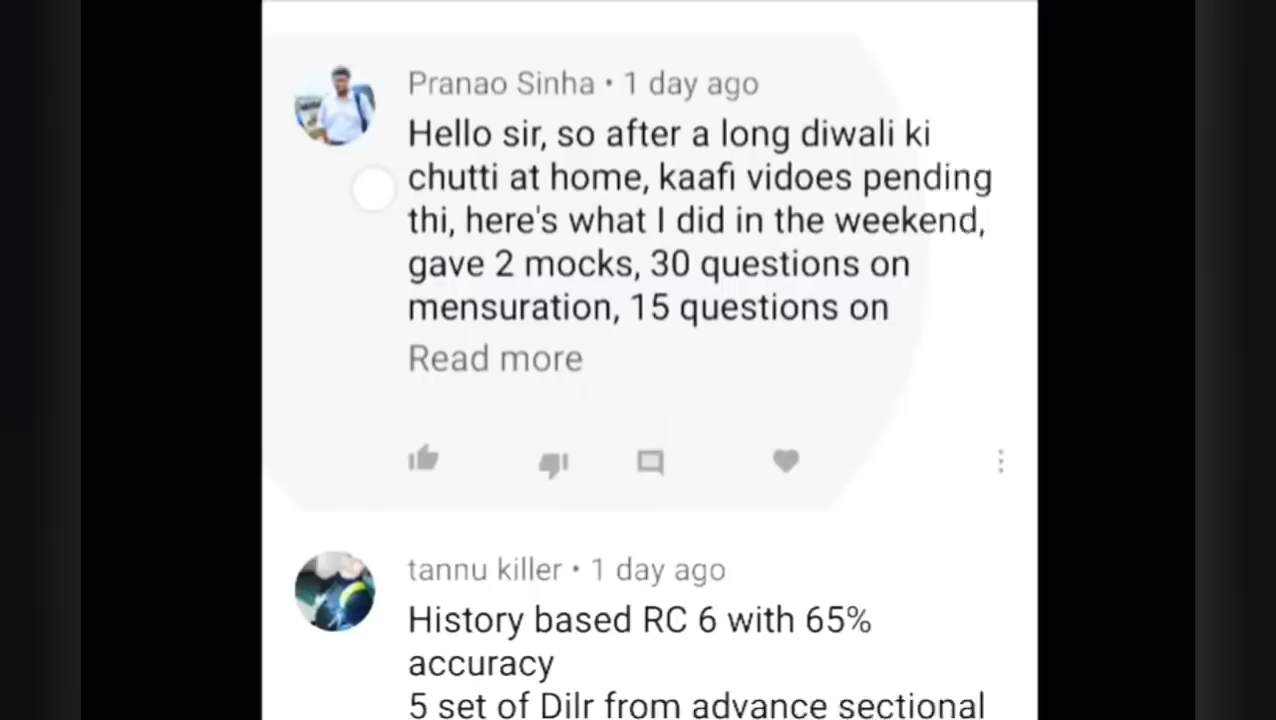 Pranao Sinha • 1 day ago
Hello sir, so after a long diwali ki
chutti at home, kaafi vidoes pending
thi, here's what I did in the weekend,
gave 2 mocks, 30 questions on
mensuration, 15 questions on
Read more
tannu killer • 1 day ago
History based RC 6 with 65%
accuracy
5 set of Dilr from advance sectional